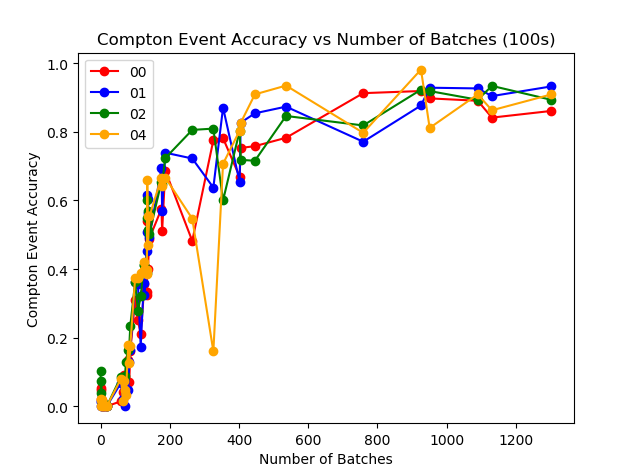 Compton Event Accuracy vs Number of Batches (100s)
00
01
02
04
1.0
0.8
0.6
0.4
0.2
0.0
Compton Event Accuracy
0 200 400 600 800 1000 1200
Number of Batches